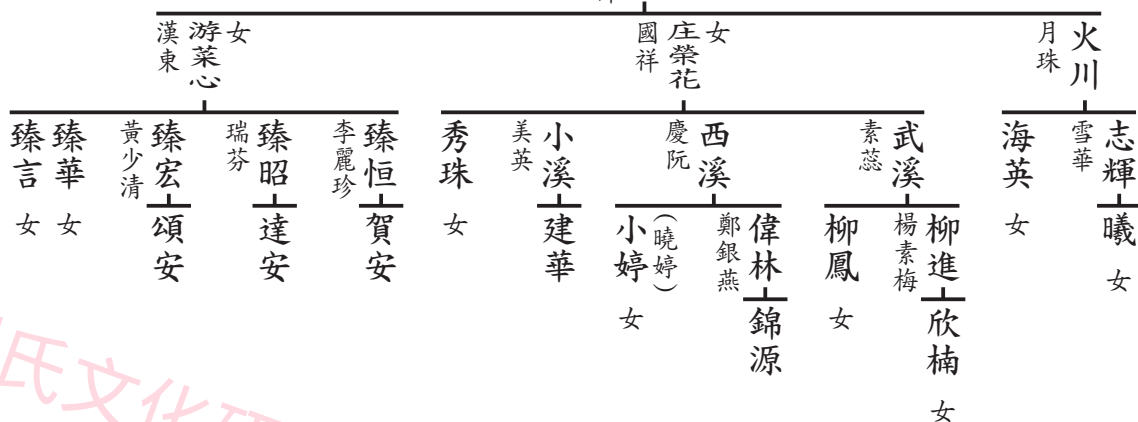 火川
月珠
女
庄榮花
國祥
女
游菜心
漢東
志輝
雪華
海英 女
武溪
素蕊
西溪
慶阮
小溪
美英
秀珠 女
臻恒
李麗珍
臻昭
瑞芬
臻宏
黃少清
臻華 女
臻言 女
曦 女
柳進
楊素梅
柳鳳 女
偉林
鄭銀燕
(曉婷)
小婷 女
建華
賀安
達安
頌安
欣楠 女
錦源
氏文化